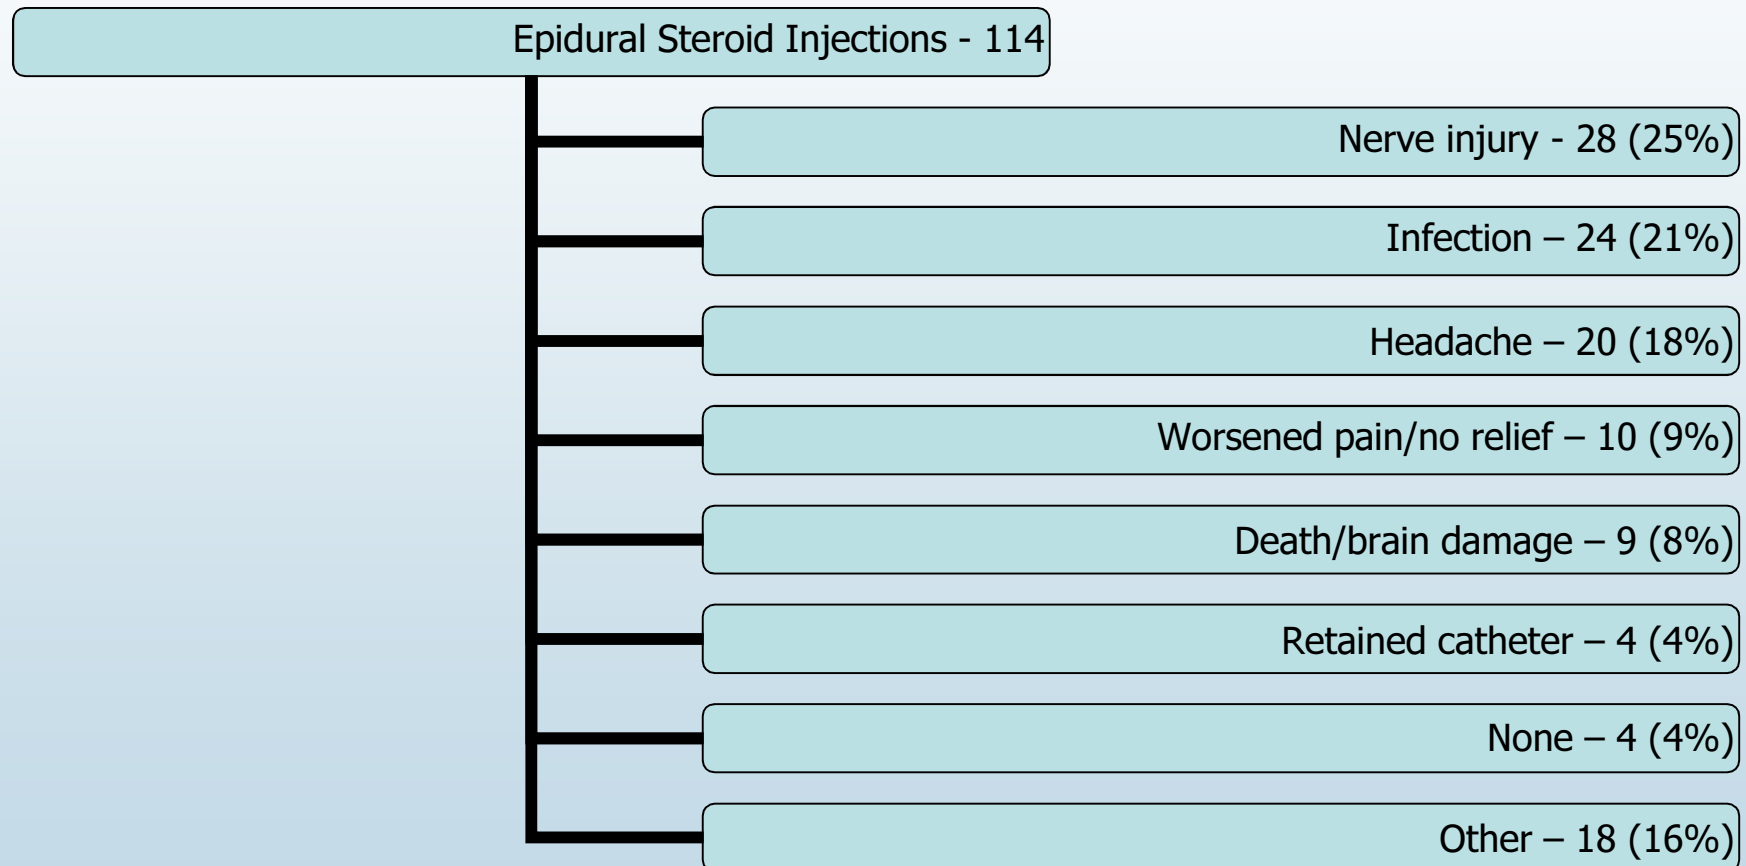 Epidural Steroid Injections - 114
Nerve injury - 28 (25%)
Infection – 24 (21%)
Headache – 20 (18%)
Worsened pain/no relief – 10 (9%)
Death/brain damage – 9 (8%)
Retained catheter – 4 (4%)
None – 4 (4%)
Other – 18 (16%)